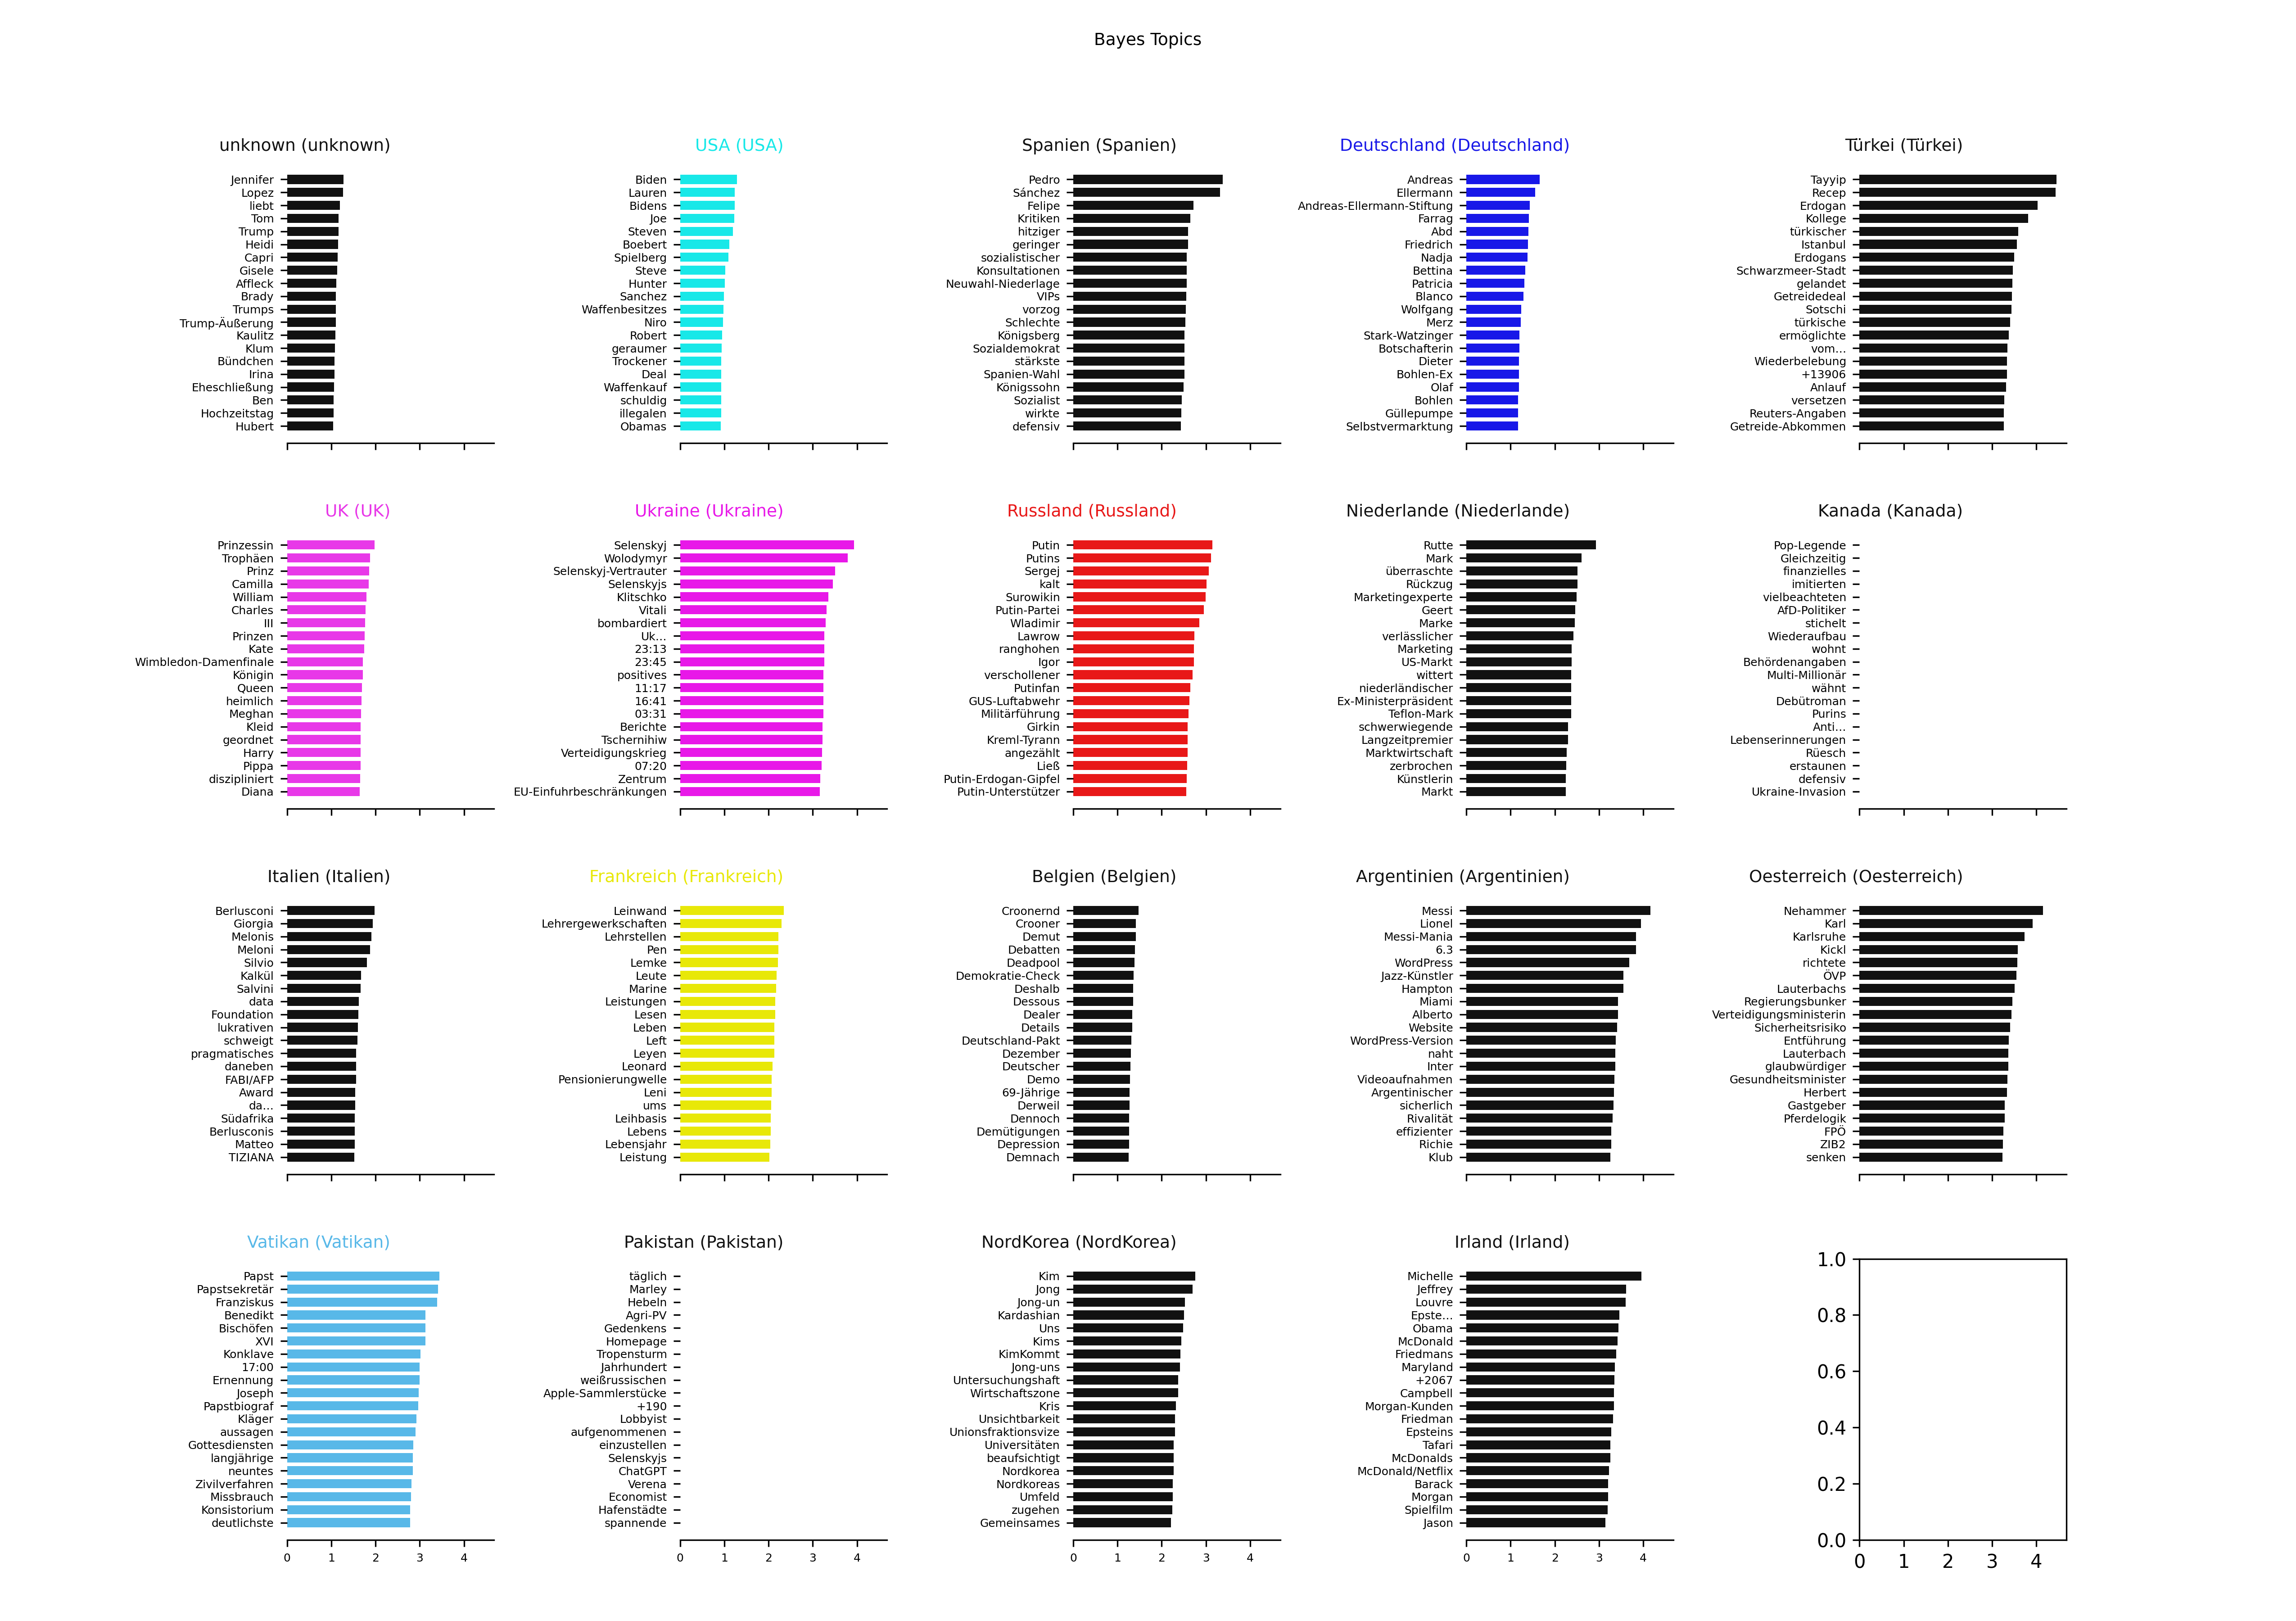 Bayes Topics
unknown (unknown)
Jennifer
Lopez
liebt
Tom
Trump
Heidi
Capri
Gisele
Affleck
Brady
Trumps
Trump-Äußerung
Kaulitz
Klum
Bündchen
Irina
Eheschließung
Ben
Hochzeitstag
Hubert
USA (USA)
Biden
Lauren
Bidens
Joe
Steven
Boebert
Spielberg
Steve
Hunter
Sanchez
Waffenbesitzes
Niro
Robert
geraumer
Trockener
Deal
Waffenkauf
schuldig
illegalen
Obamas
Spanien (Spanien)
Pedro
Sánchez
Felipe
Kritiken
hitziger
geringer
sozialistischer
Konsultationen
Neuwahl-Niederlage
VIPs
vorzog
Schlechte
Königsberg
Sozialdemokrat
stärkste
Spanien-Wahl
Königssohn
Sozialist
wirkte
defensiv
Deutschland (Deutschland)
Andreas
Ellermann
Andreas-Ellermann-Stiftung
Farrag
Abd
Friedrich
Nadja
Bettina
Patricia
Blanco
Wolfgang
Merz
Stark-Watzinger
Botschafterin
Dieter
Bohlen-Ex
Olaf
Bohlen
Güllepumpe
Selbstvermarktung
Türkei (Türkei)
Tayyip
Recep
Erdogan
Kollege
türkischer
Istanbul
Erdogans
Schwarzmeer-Stadt
gelandet
Getreidedeal
Sotschi
türkische
ermöglichte
vom...
Wiederbelebung
+13906
Anlauf
versetzen
Reuters-Angaben
Getreide-Abkommen
UK (UK)
Prinzessin
Trophäen
Prinz
Camilla
William
Charles
III
Prinzen
Kate
Wimbledon-Damenfinale
Königin
Queen
heimlich
Meghan
Kleid
geordnet
Harry
Pippa
diszipliniert
Diana
Ukraine (Ukraine)
Selenskyj
Wolodymyr
Selenskyj-Vertrauter
Selenskyjs
Klitschko
Vitali
bombardiert
Uk...
23:13
23:45
positives
11:17
16:41
03:31
Berichte
Tschernihiw
Verteidigungskrieg
07:20
Zentrum
EU-Einfuhrbeschränkungen
Russland (Russland)
Putin
Putins
Sergej
kalt
Surowikin
Putin-Partei
Wladimir
Lawrow
ranghohen
Igor
verschollener
Putinfan
GUS-Luftabwehr
Militärführung
Girkin
Kreml-Tyrann
angezählt
Ließ
Putin-Erdogan-Gipfel
Putin-Unterstützer
Niederlande (Niederlande)
Rutte
Mark
überraschte
Rückzug
Marketingexperte
Geert
Marke
verlässlicher
Marketing
US-Markt
wittert
niederländischer
Ex-Ministerpräsident
Teflon-Mark
schwerwiegende
Langzeitpremier
Marktwirtschaft
zerbrochen
Künstlerin
Markt
Kanada (Kanada)
Pop-Legende
Gleichzeitig
finanzielles
imitierten
vielbeachteten
AfD-Politiker
stichelt
Wiederaufbau
wohnt
Behördenangaben
Multi-Millionär
wähnt
Debütroman
Purins
Anti...
Lebenserinnerungen
Rüesch
erstaunen
defensiv
Ukraine-Invasion
Italien (Italien)
Berlusconi
Giorgia
Melonis
Meloni
Silvio
Kalkül
Salvini
data
Foundation
lukrativen
schweigt
pragmatisches
daneben
FABI/AFP
Award
da...
Südafrika
Berlusconis
Matteo
TIZIANA
Frankreich (Frankreich)
Leinwand
Lehrergewerkschaften
Lehrstellen
Pen
Lemke
Leute
Marine
Leistungen
Lesen
Leben
Left
Leyen
Leonard
Pensionierungwelle
Leni
ums
Leihbasis
Lebens
Lebensjahr
Leistung
Belgien (Belgien)
Croonernd
Crooner
Demut
Debatten
Deadpool
Demokratie-Check
Deshalb
Dessous
Dealer
Details
Deutschland-Pakt
Dezember
Deutscher
Demo
69-Jährige
Derweil
Dennoch
Demütigungen
Depression
Demnach
Argentinien (Argentinien)
Messi
Lionel
Messi-Mania
6.3
WordPress
Jazz-Künstler
Hampton
Miami
Alberto
Website
WordPress-Version
naht
Inter
Videoaufnahmen
Argentinischer
sicherlich
Rivalität
effizienter
Richie
Klub
Oesterreich (Oesterreich)
Nehammer
Karl
Karlsruhe
Kickl
richtete
ÖVP
Lauterbachs
Regierungsbunker
Verteidigungsministerin
Sicherheitsrisiko
Entführung
Lauterbach
glaubwürdiger
Gesundheitsminister
Herbert
Gastgeber
Pferdelogik
FPÖ
ZIB2
senken
Vatikan (Vatikan)
Papst
Papstsekretär
Franziskus
Benedikt
Bischöfen
XVI
Konklave
17:00
Ernennung
Joseph
Papstbiograf
Kläger
aussagen
Gottesdiensten
langjährige
neuntes
Zivilverfahren
Missbrauch
Konsistorium
deutlichste
0 1 2 3 4
Pakistan (Pakistan)
täglich
Marley
Hebeln
Agri-PV
Gedenkens
Homepage
Tropensturm
Jahrhundert
weißrussischen
Apple-Sammlerstücke
+190
Lobbyist
aufgenommenen
einzustellen
Selenskyjs
ChatGPT
Verena
Economist
Hafenstädte
spannende
0 1 2 3 4
NordKorea (NordKorea)
Kim
Jong
Jong-un
Kardashian
Uns
Kims
KimKommt
Jong-uns
Untersuchungshaft
Wirtschaftszone
Kris
Unsichtbarkeit
Unionsfraktionsvize
Universitäten
beaufsichtigt
Nordkorea
Nordkoreas
Umfeld
zugehen
Gemeinsames
0 1 2 3 4
Irland (Irland)
Michelle
Jeffrey
Louvre
Epste...
Obama
McDonald
Friedmans
Maryland
+2067
Campbell
Morgan-Kunden
Friedman
Epsteins
Tafari
McDonalds
McDonald/Netflix
Barack
Morgan
Spielfilm
Jason
0 1 2 3 4
1.0
0.8
0.6
0.4
0.2
0.0
0 1 2 3 4